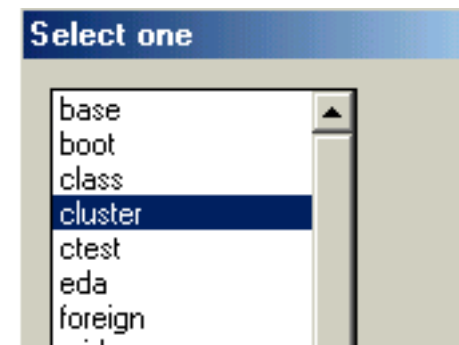 Select one
base
boot
class
cluster
ctest
eda
foreign